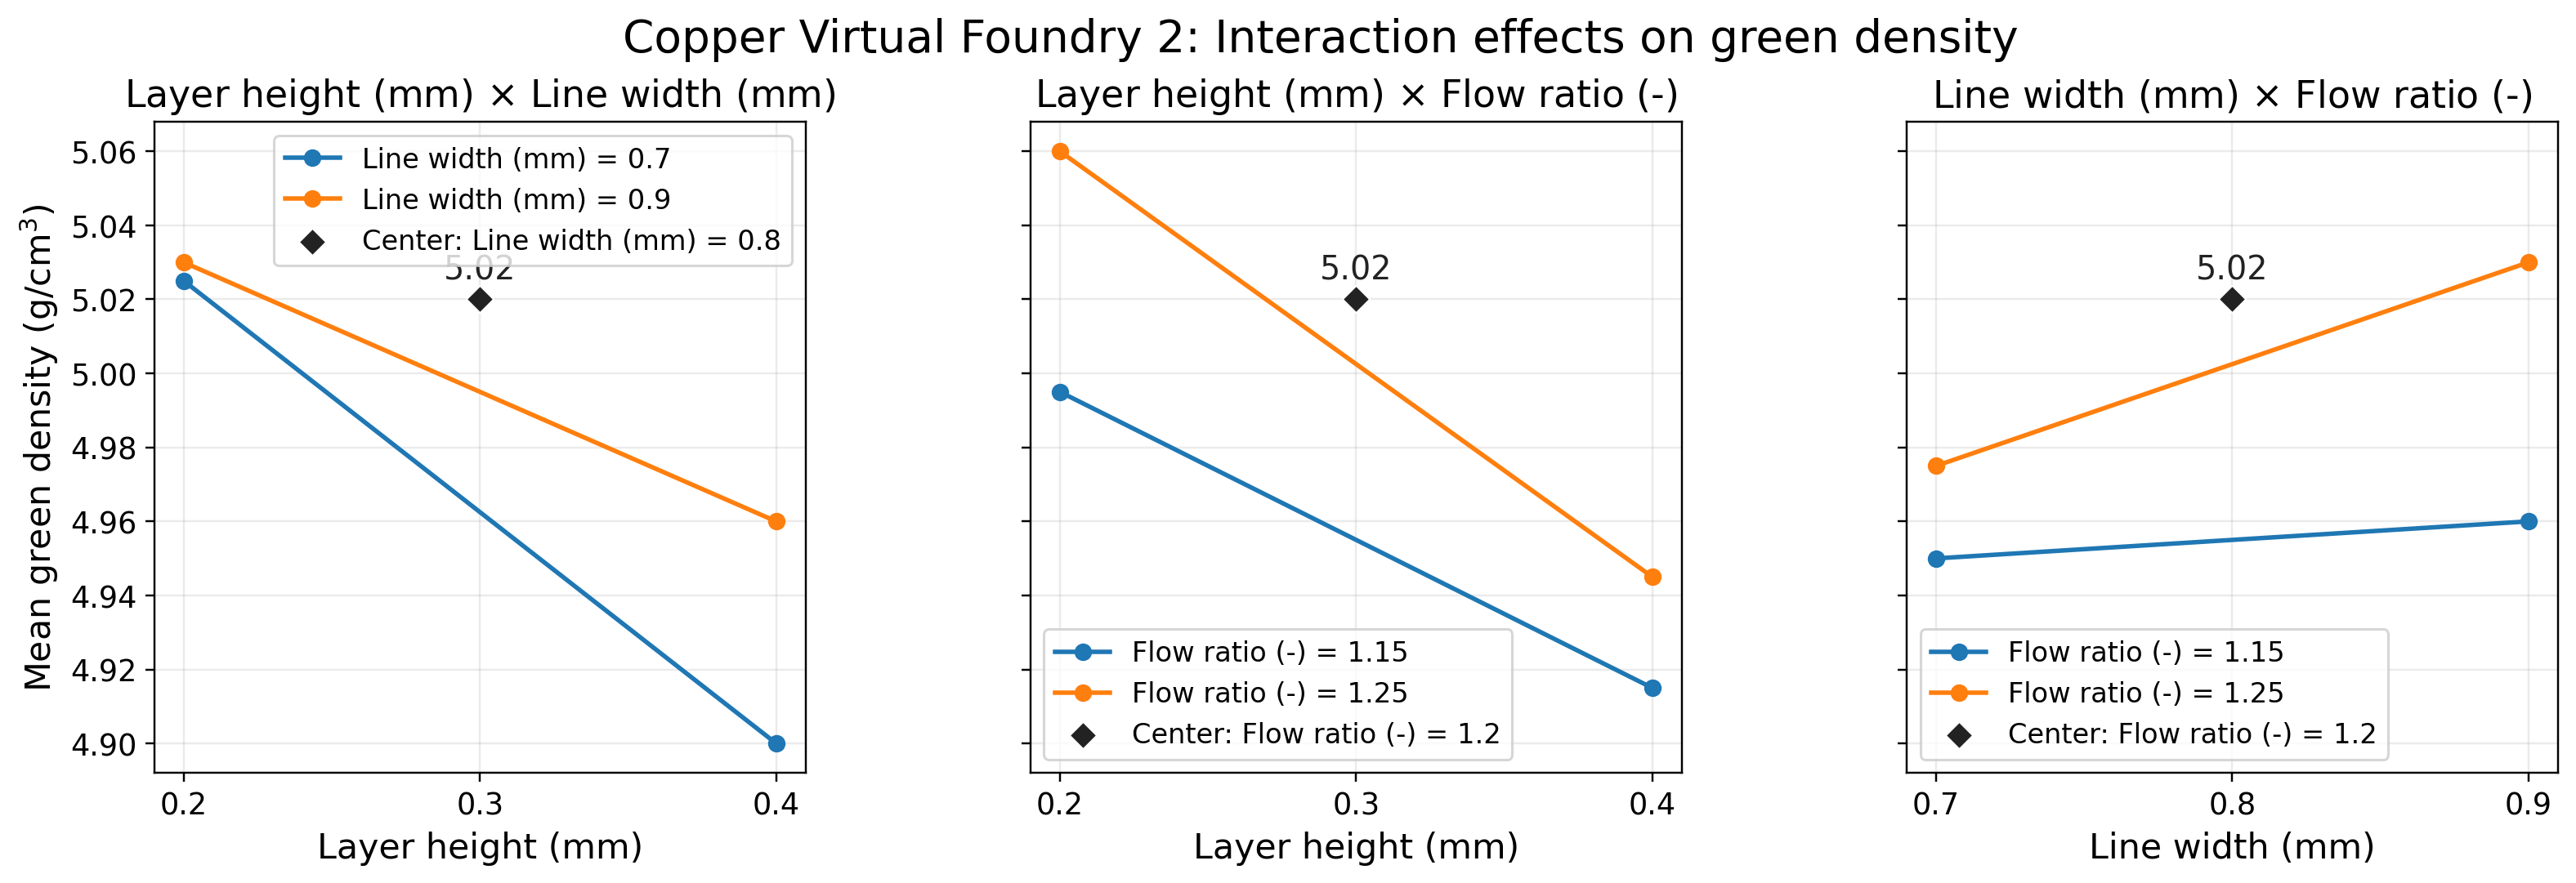 Copper Virtual Foundry 2: Interaction effects on green density
Layer height (mm) × Line width (mm)
Mean green density (g/cm³)
5.06
5.04
5.02
5.00
4.98
4.96
4.94
4.92
4.90
Line width (mm) = 0.7
Line width (mm) = 0.9
Center: Line width (mm) = 0.8
5.02
0.2 0.3 0.4
Layer height (mm)
Layer height (mm) × Flow ratio (-)
5.02
Flow ratio (-) = 1.15
Flow ratio (-) = 1.25
Center: Flow ratio (-) = 1.2
0.2 0.3 0.4
Layer height (mm)
Line width (mm) × Flow ratio (-)
5.02
Flow ratio (-) = 1.15
Flow ratio (-) = 1.25
Center: Flow ratio (-) = 1.2
0.7 0.8 0.9
Line width (mm)